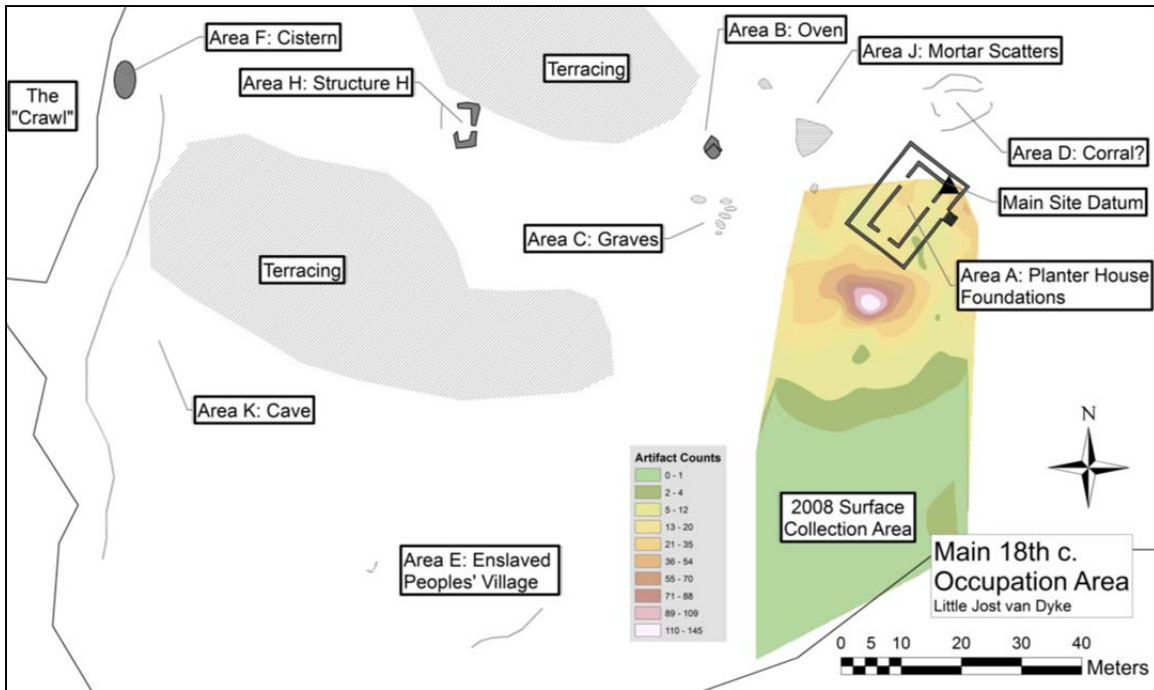 Area F: Cistern
Area B: Oven
Area J: Mortar Scatters
Terracing
Area H: Structure H
The
"Crawl"
Area D: Corral?
Main Site Datum
Area C: Graves
Terracing
Area A: Planter House
Foundations
Area K: Cave
N
Artifact Counts
0 - 1
2 - 4
5 - 12
13 - 20
21 - 35
36 - 54
55 - 70
71 - 88
89 - 109
110 - 145
2008 Surface
Collection Area
Area E: Enslaved
Peoples' Village
Main 18th c.
Occupation Area
Little Jost van Dyke
0 5 10 20 30 40
Meters